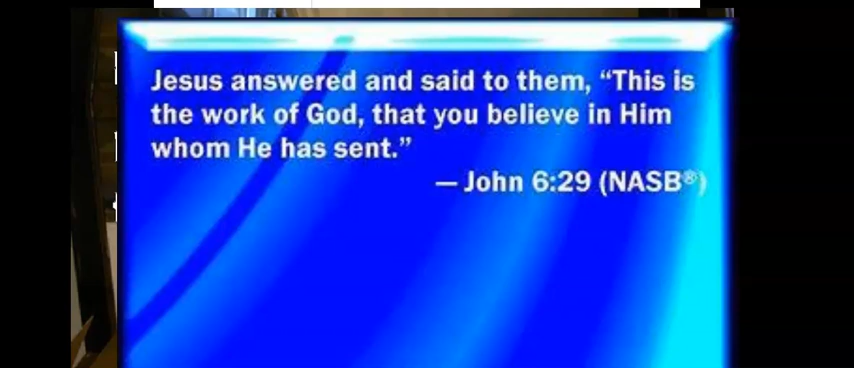 Jesus answered and said to them, “This is
the work of God, that you believe in Him
whom He has sent.”
— John 6:29 (NASB®)